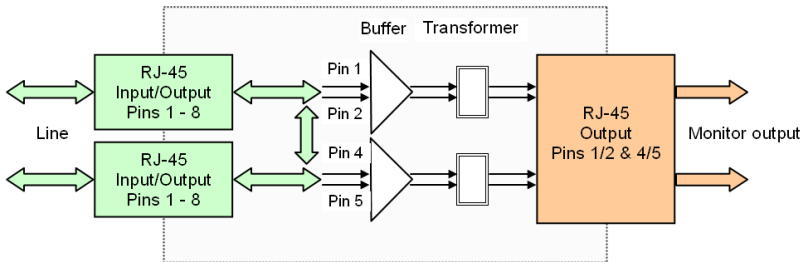 Buffer Transformer
RJ-45
Input/Output
Pins 1 - 8
Pin 1
Pin 2
Line
RJ-45
Output
Pins 1/2 & 4/5
Monitor output
RJ-45
Input/Output
Pins 1 - 8
Pin 4
Pin 5